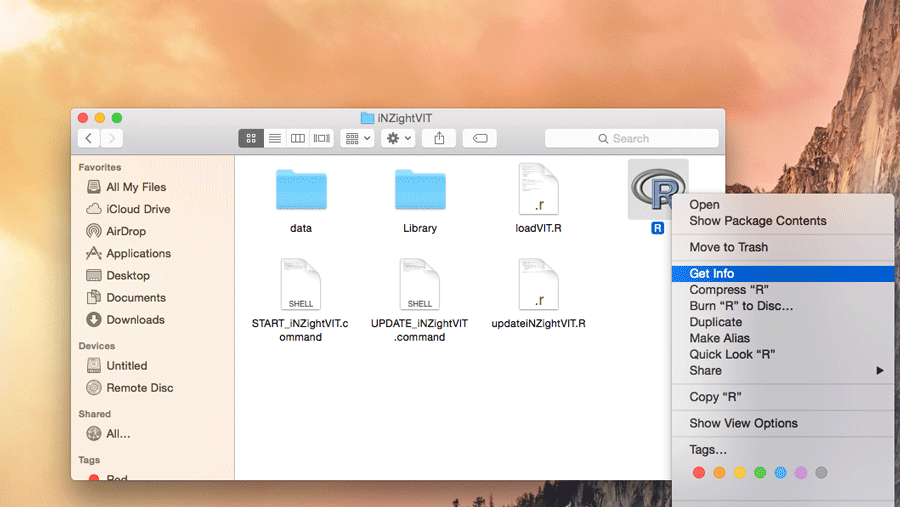 iNZightVIT
Search
Favorites
All My Files
iCloud Drive
AirDrop
Applications
Desktop
Documents
Downloads
Devices
Untitled
Remote Disc
Shared
All...
Tags
Red
data
Library
.r
loadVIT.R
R
R
SHELL
START_iNZightVIT.c
ommand
SHELL
UPDATE_iNZightVIT
.command
.r
updateiNZightVIT.R
Open
Show Package Contents
Move to Trash
Get Info
Compress “R”
Burn “R” to Disc...
Duplicate
Make Alias
Quick Look “R”
Share
Copy “R”
Show View Options
Tags...